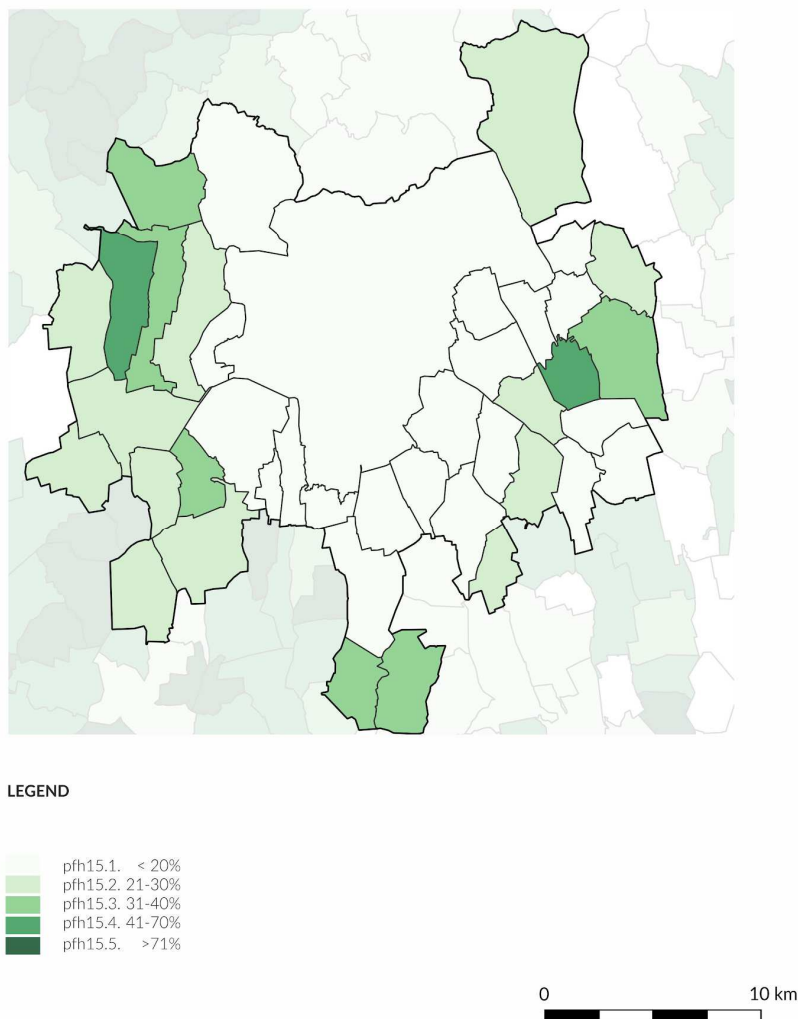 LEGEND
pfh15.1. < 20%
pfh15.2. 21-30%
pfh15.3. 31-40%
pfh15.4. 41-70%
pfh15.5. >71%
0 10 km